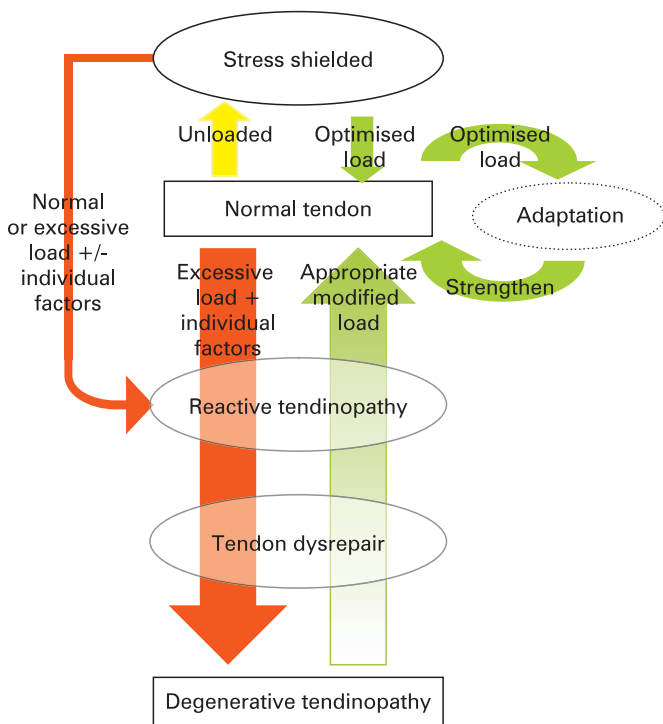 Stress shielded
Unloaded
Optimised
load
Optimised
load
Normal
or excessive
load +/-
individual
factors
Normal tendon
Adaptation
Excessive
load +
individual
factors
Appropriate
modified
load
Strengthen
Reactive tendinopathy
Tendon dysrepair
Degenerative tendinopathy